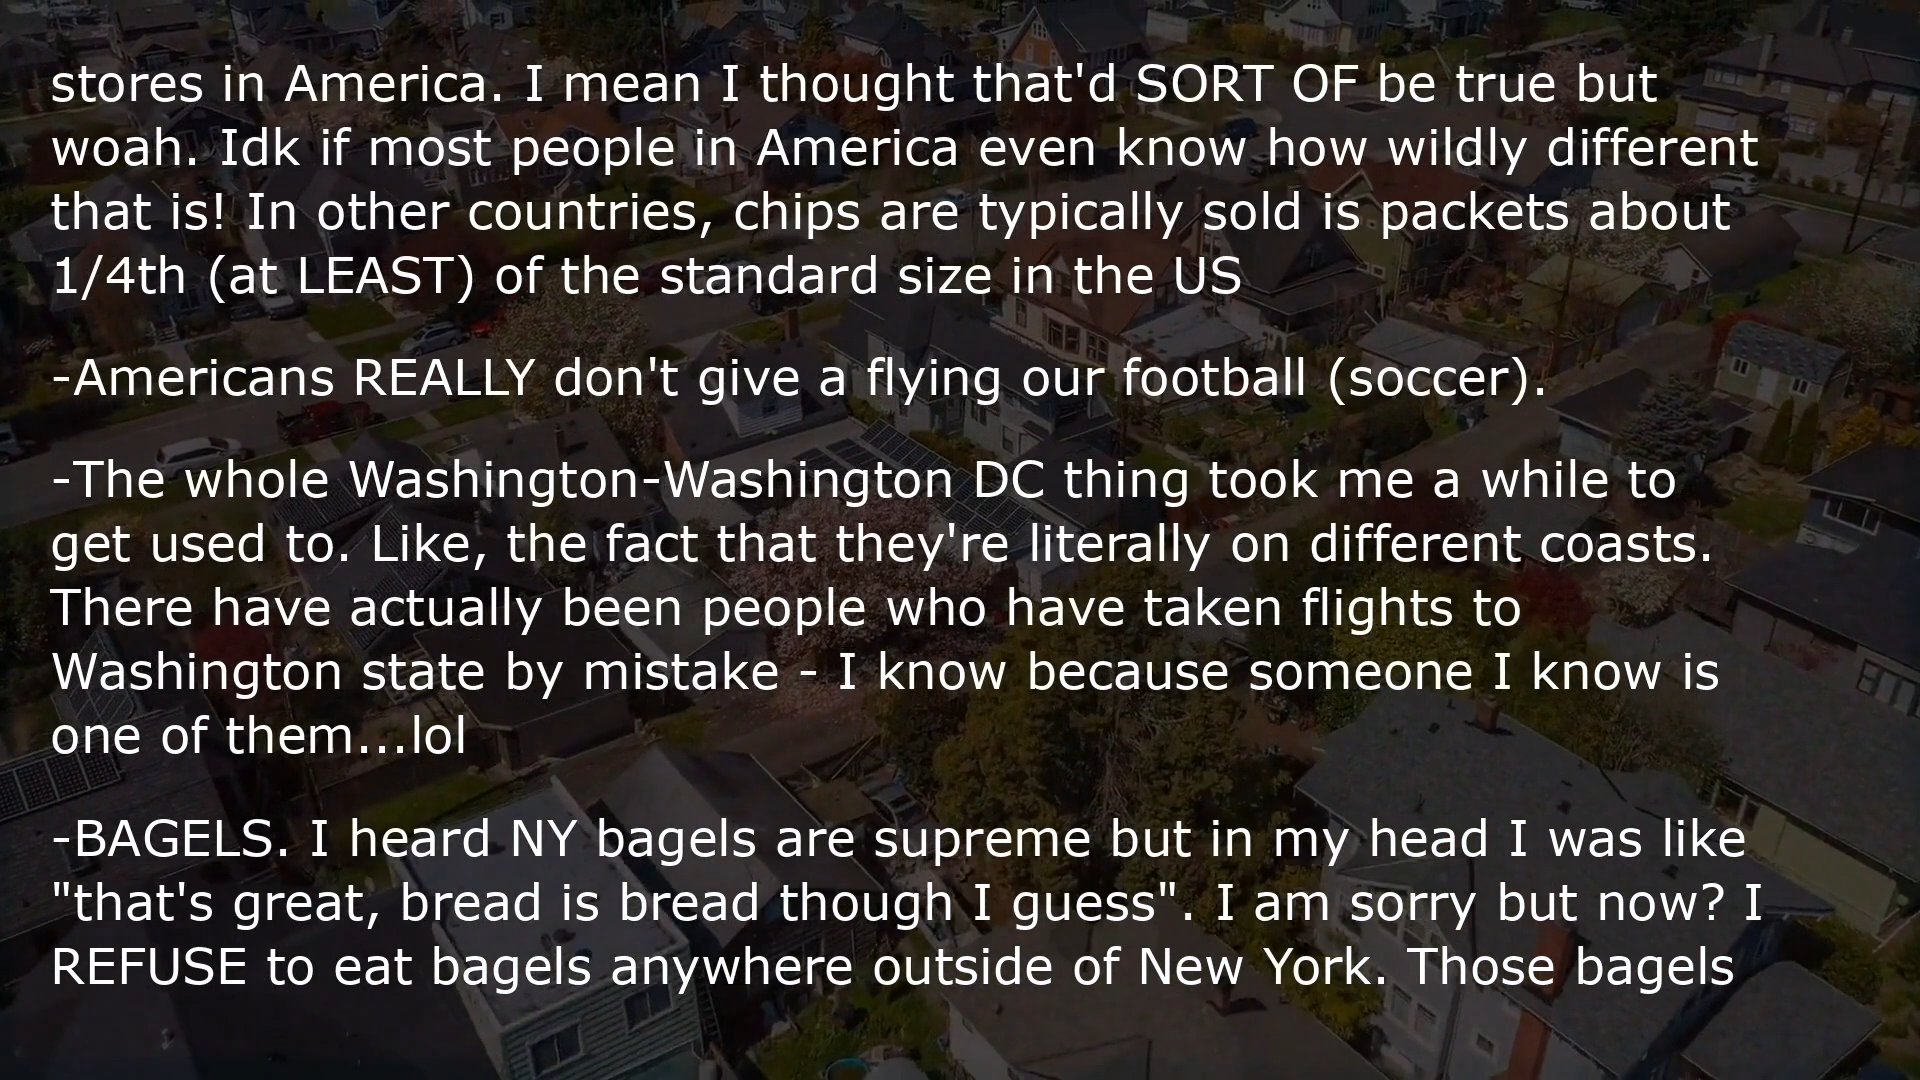 stores in America. I mean I thought that'd SORT OF be true but
woah. Idk if most people in America even know how wildly different
that is! In other countries, chips are typically sold is packets about
1/4th (at LEAST) of the standard size in the US
-Americans REALLY don't give a flying our football (soccer).
-The whole Washington-Washington DC thing took me a while to
get used to. Like, the fact that they're literally on different coasts.
There have actually been people who have taken flights to
Washington state by mistake - I know because someone I know is
one of them...lol
-BAGELS. I heard NY bagels are supreme but in my head I was like
"that's great, bread is bread though I guess". I am sorry but now? I
REFUSE to eat bagels anywhere outside of New York. Those bagels